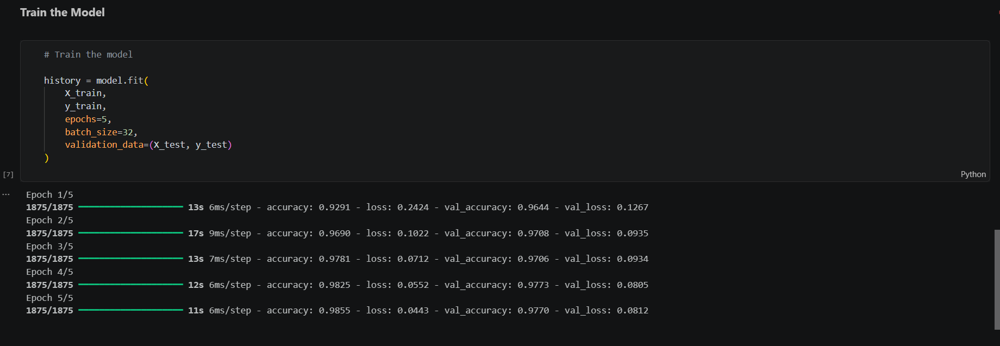 Train the Model
# Train the model
history = model.fit(
X_train,
y_train,
epochs=5,
batch_size=32,
validation_data=(X_test, y_test)
)
[7]
Python
...
Epoch 1/5
1875/1875 ━━━━━━━━━━━━━━━━━━━━ 13s 6ms/step - accuracy: 0.9291 - loss: 0.2424 - val_accuracy: 0.9644 - val_loss: 0.1267
Epoch 2/5
1875/1875 ━━━━━━━━━━━━━━━━━━━━ 17s 9ms/step - accuracy: 0.9690 - loss: 0.1022 - val_accuracy: 0.9708 - val_loss: 0.0935
Epoch 3/5
1875/1875 ━━━━━━━━━━━━━━━━━━━━ 13s 7ms/step - accuracy: 0.9781 - loss: 0.0712 - val_accuracy: 0.9706 - val_loss: 0.0934
Epoch 4/5
1875/1875 ━━━━━━━━━━━━━━━━━━━━ 12s 6ms/step - accuracy: 0.9825 - loss: 0.0552 - val_accuracy: 0.9773 - val_loss: 0.0805
Epoch 5/5
1875/1875 ━━━━━━━━━━━━━━━━━━━━ 11s 6ms/step - accuracy: 0.9855 - loss: 0.0443 - val_accuracy: 0.9770 - val_loss: 0.0812